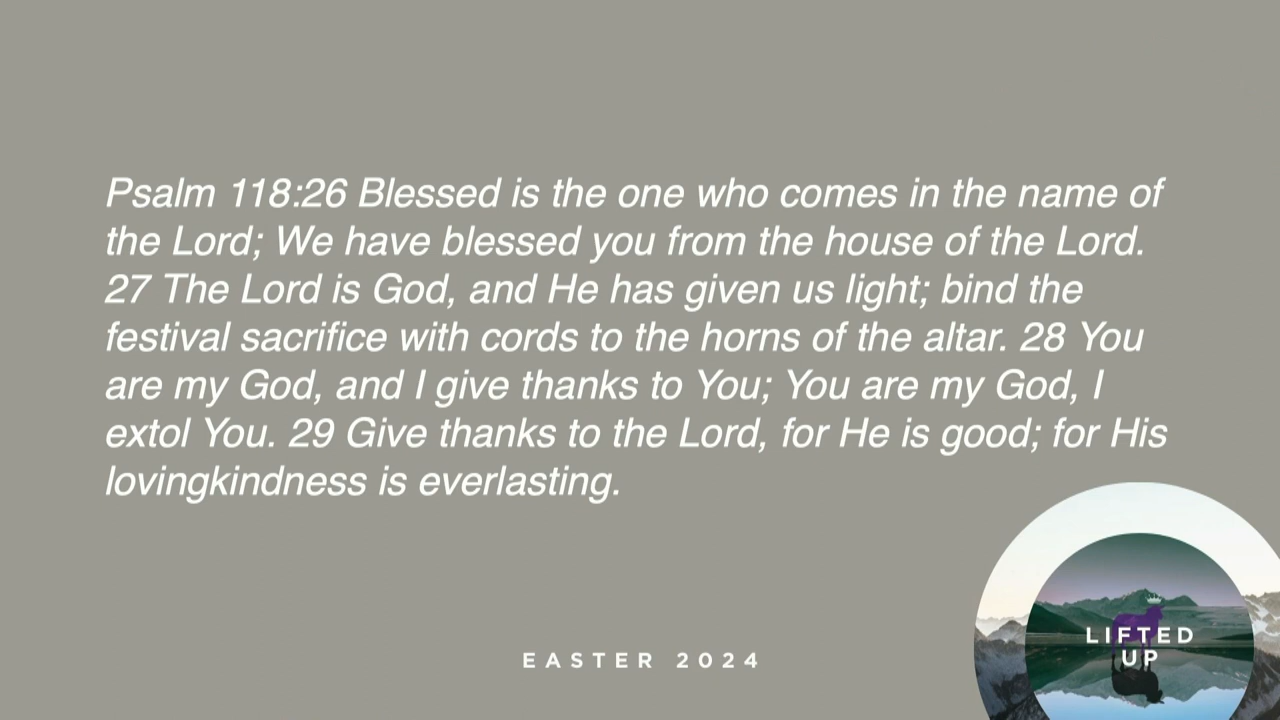 Psalm 118:26 Blessed is the one who comes in the name of
the Lord; We have blessed you from the house of the Lord.
27 The Lord is God, and He has given us light; bind the
festival sacrifice with cords to the horns of the altar. 28 You
are my God, and I give thanks to You; You are my God, I
extol You. 29 Give thanks to the Lord, for He is good; for His
lovingkindness is everlasting.
LIFTED
UP
EASTER 2024